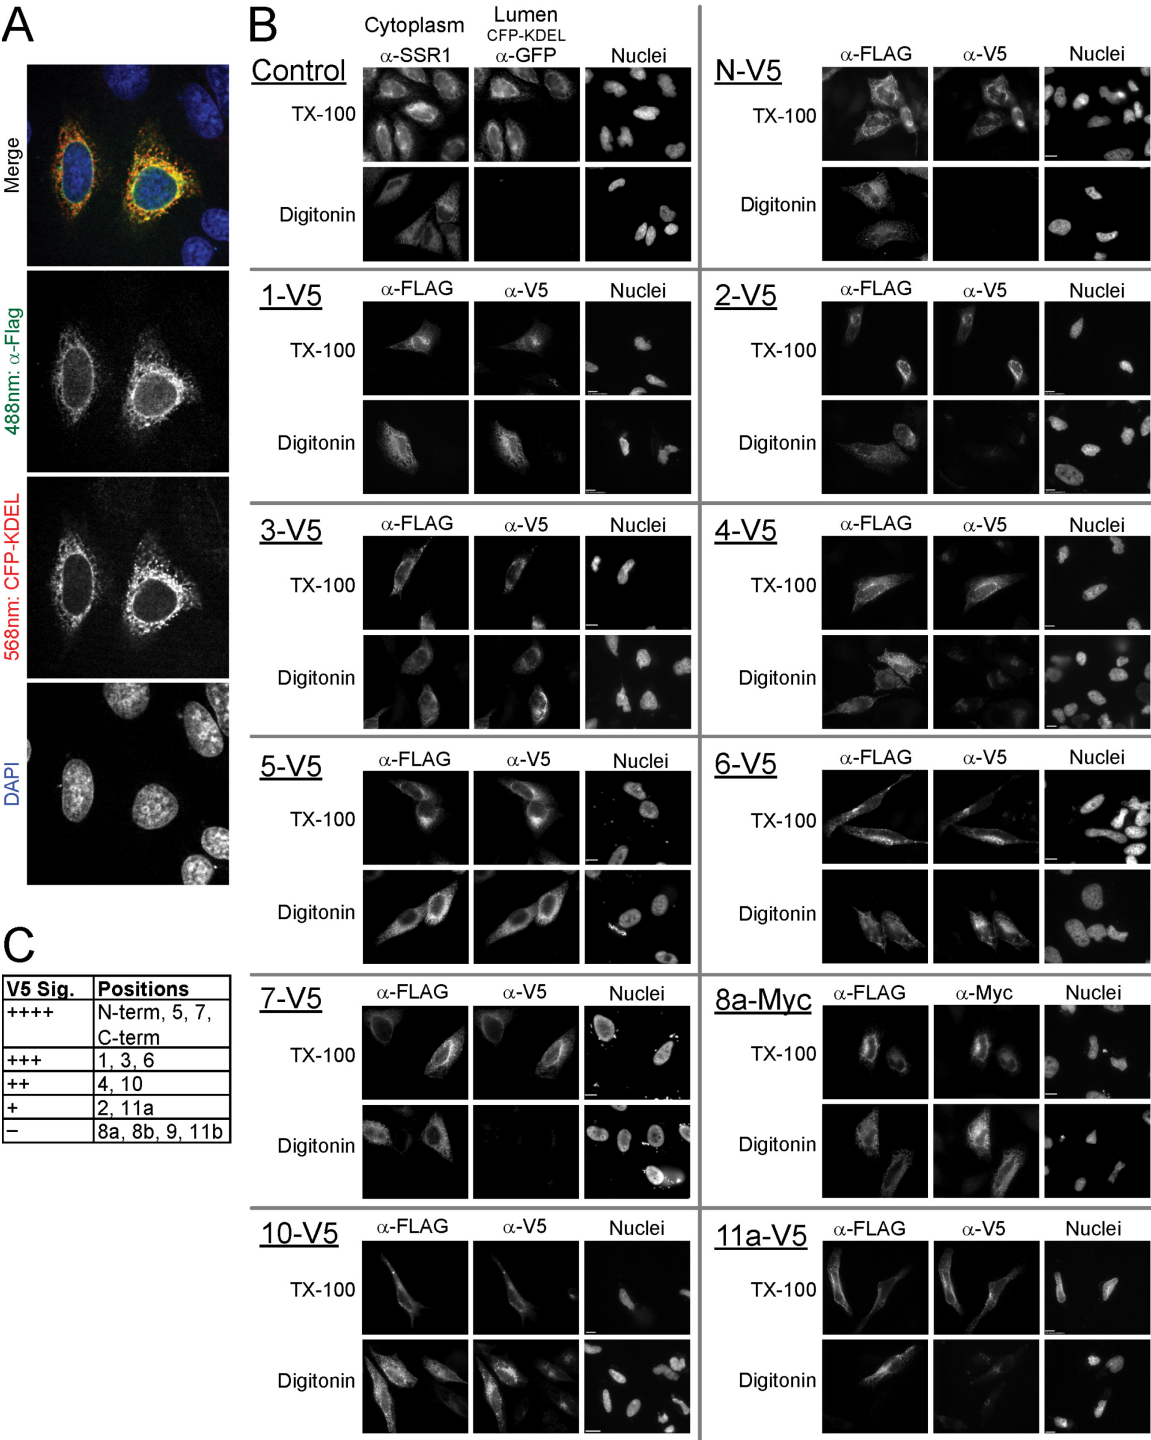 A
Merge
488nm: α-Flag
568nm: CFP-KDEL
DAPI
B
Cytoplasm
Lumen
CFP-KDEL
Control
α-SSR1
α-GFP
Nuclei
TX-100
Digitonin
N-V5
α-FLAG
α-V5
Nuclei
TX-100
Digitonin
1-V5
α-FLAG
α-V5
Nuclei
TX-100
Digitonin
2-V5
α-FLAG
α-V5
Nuclei
TX-100
Digitonin
3-V5
α-FLAG
α-V5
Nuclei
TX-100
Digitonin
4-V5
α-FLAG
α-V5
Nuclei
TX-100
Digitonin
5-V5
α-FLAG
α-V5
Nuclei
TX-100
Digitonin
6-V5
α-FLAG
α-V5
Nuclei
TX-100
Digitonin
7-V5
α-FLAG
α-V5
Nuclei
TX-100
Digitonin
8a-Myc
α-FLAG
α-Myc
Nuclei
TX-100
Digitonin
10-V5
α-FLAG
α-V5
Nuclei
TX-100
Digitonin
11a-V5
α-FLAG
α-V5
Nuclei
TX-100
Digitonin
C
V5 Sig. Positions
++++ N-term, 5, 7,
C-term
+++ 1, 3, 6
++ 4, 10
+ 2, 11a
– 8a, 8b, 9, 11b